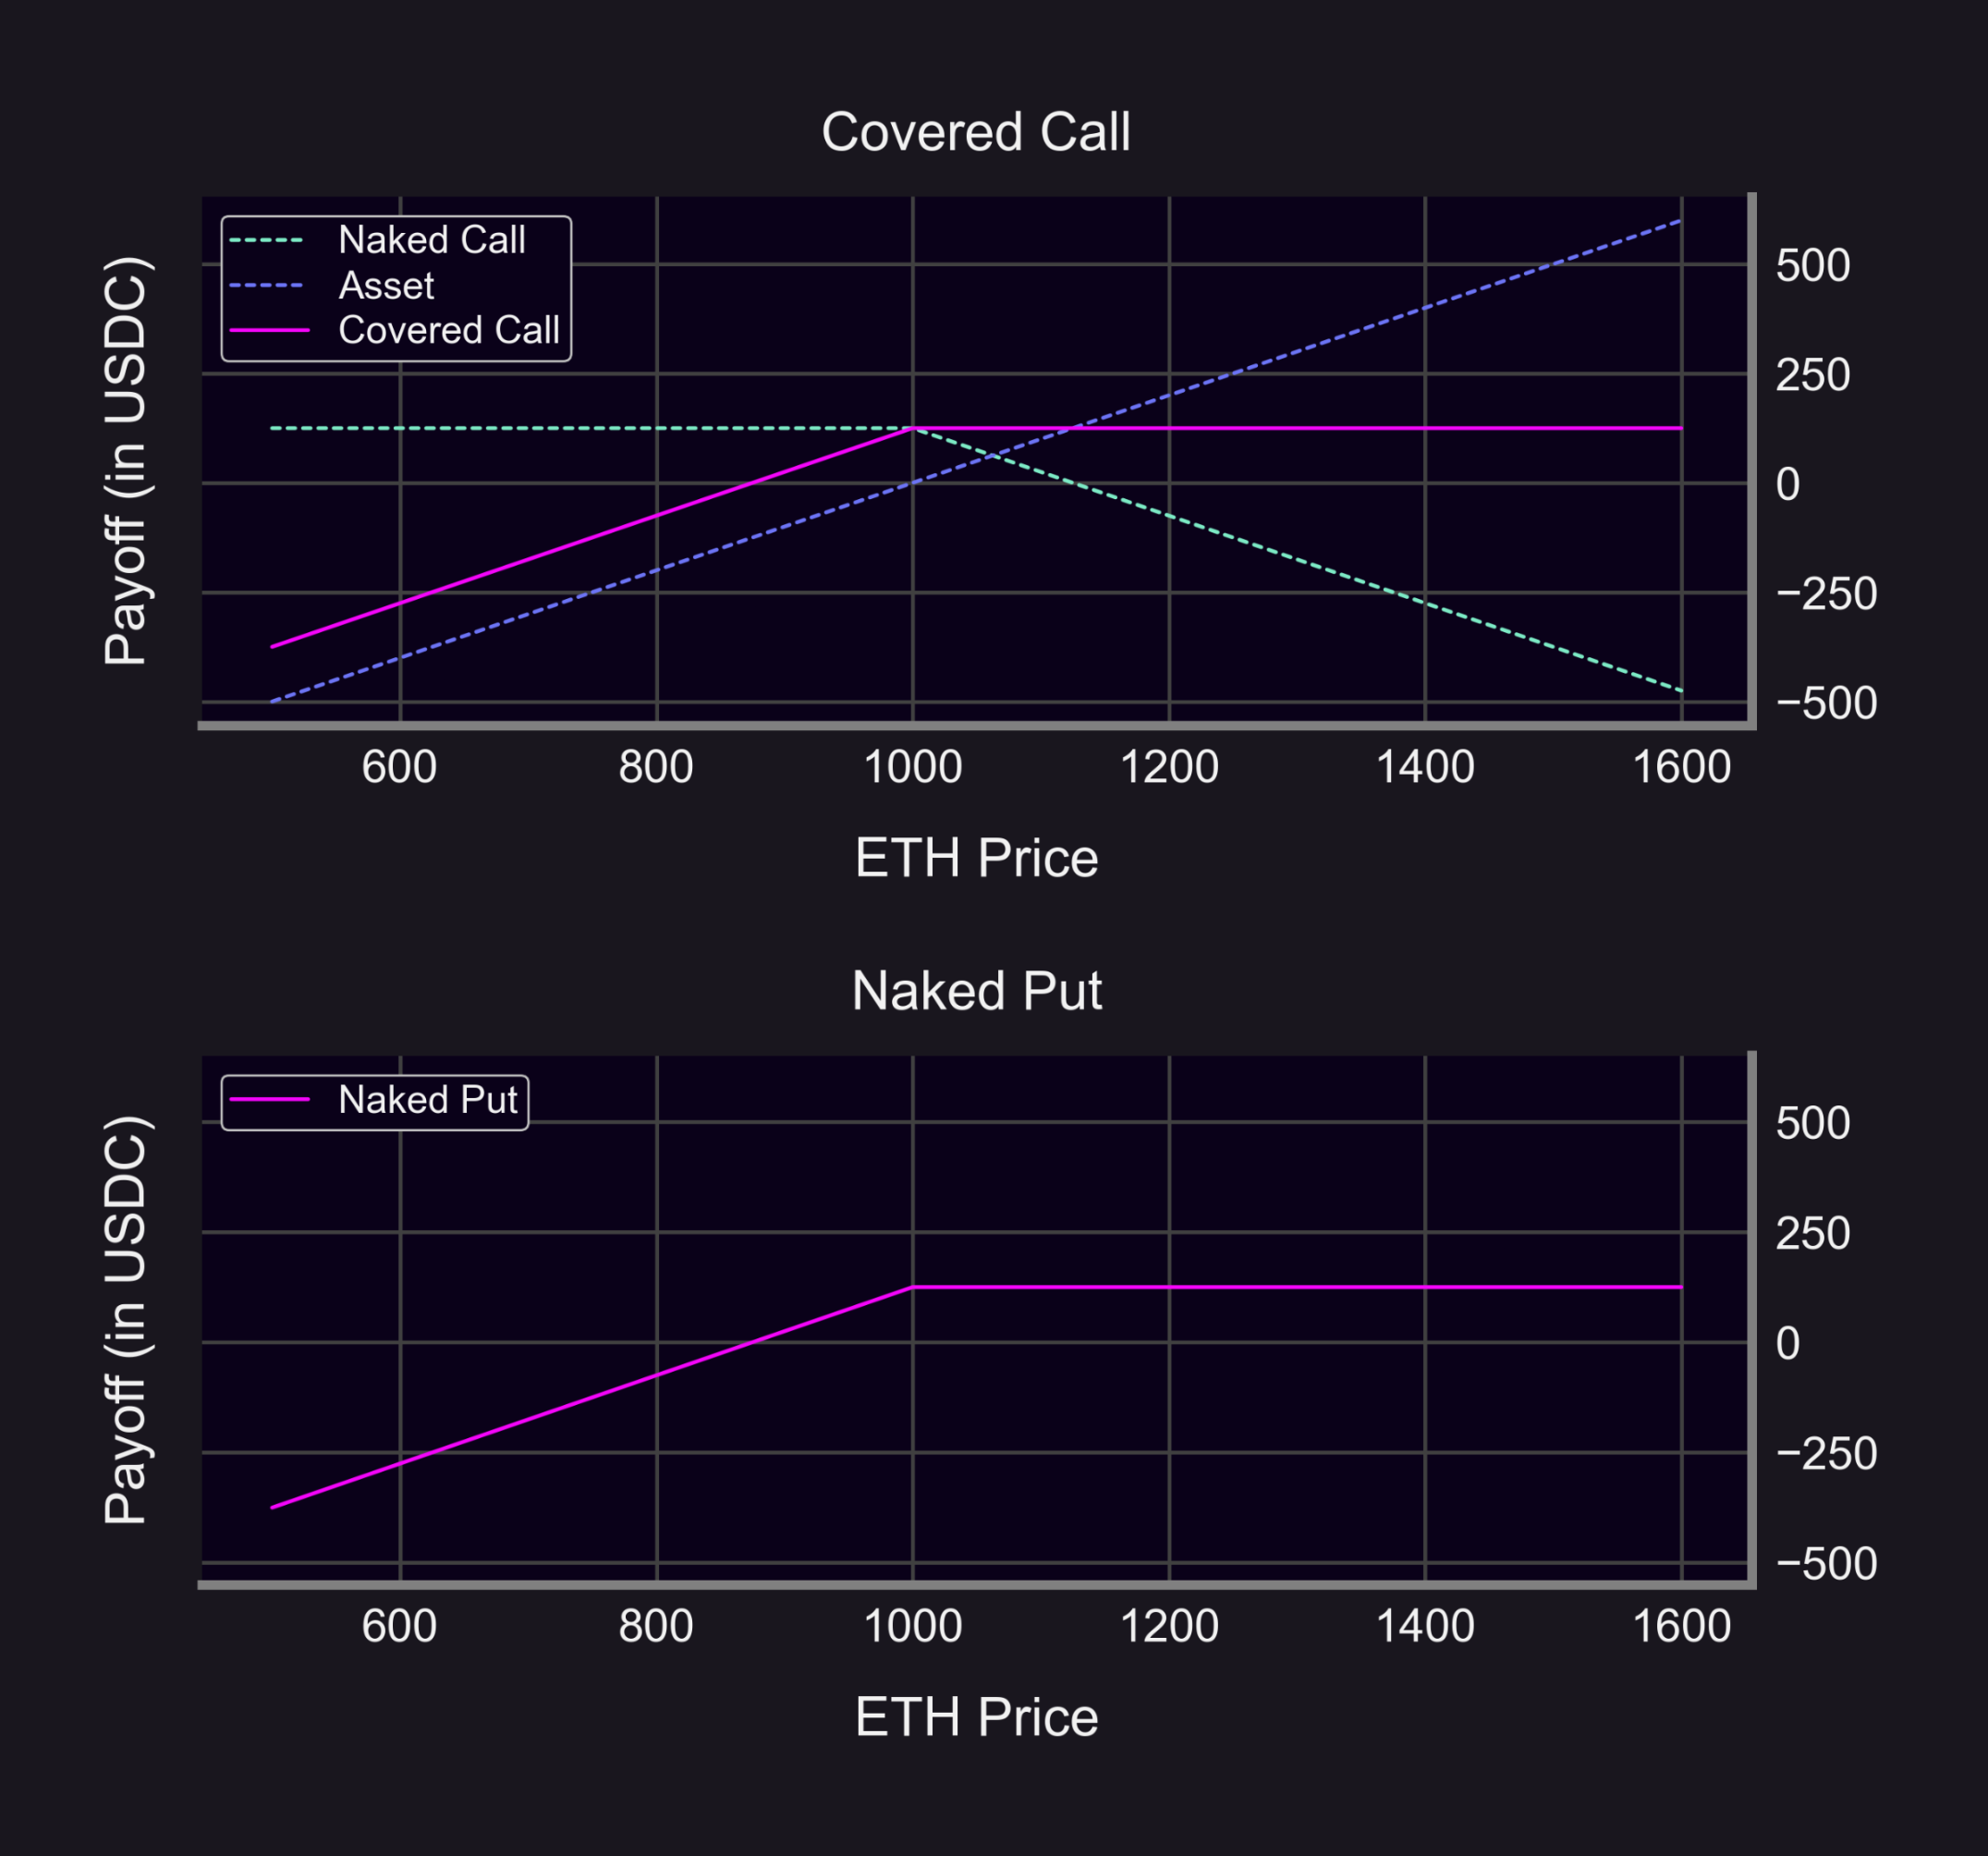 Covered Call
Naked Call
Asset
Covered Call
Payoff (in USDC)
500
250
0
−250
−500
600 800 1000 1200 1400 1600
ETH Price
Naked Put
Naked Put
Payoff (in USDC)
500
250
0
−250
−500
600 800 1000 1200 1400 1600
ETH Price